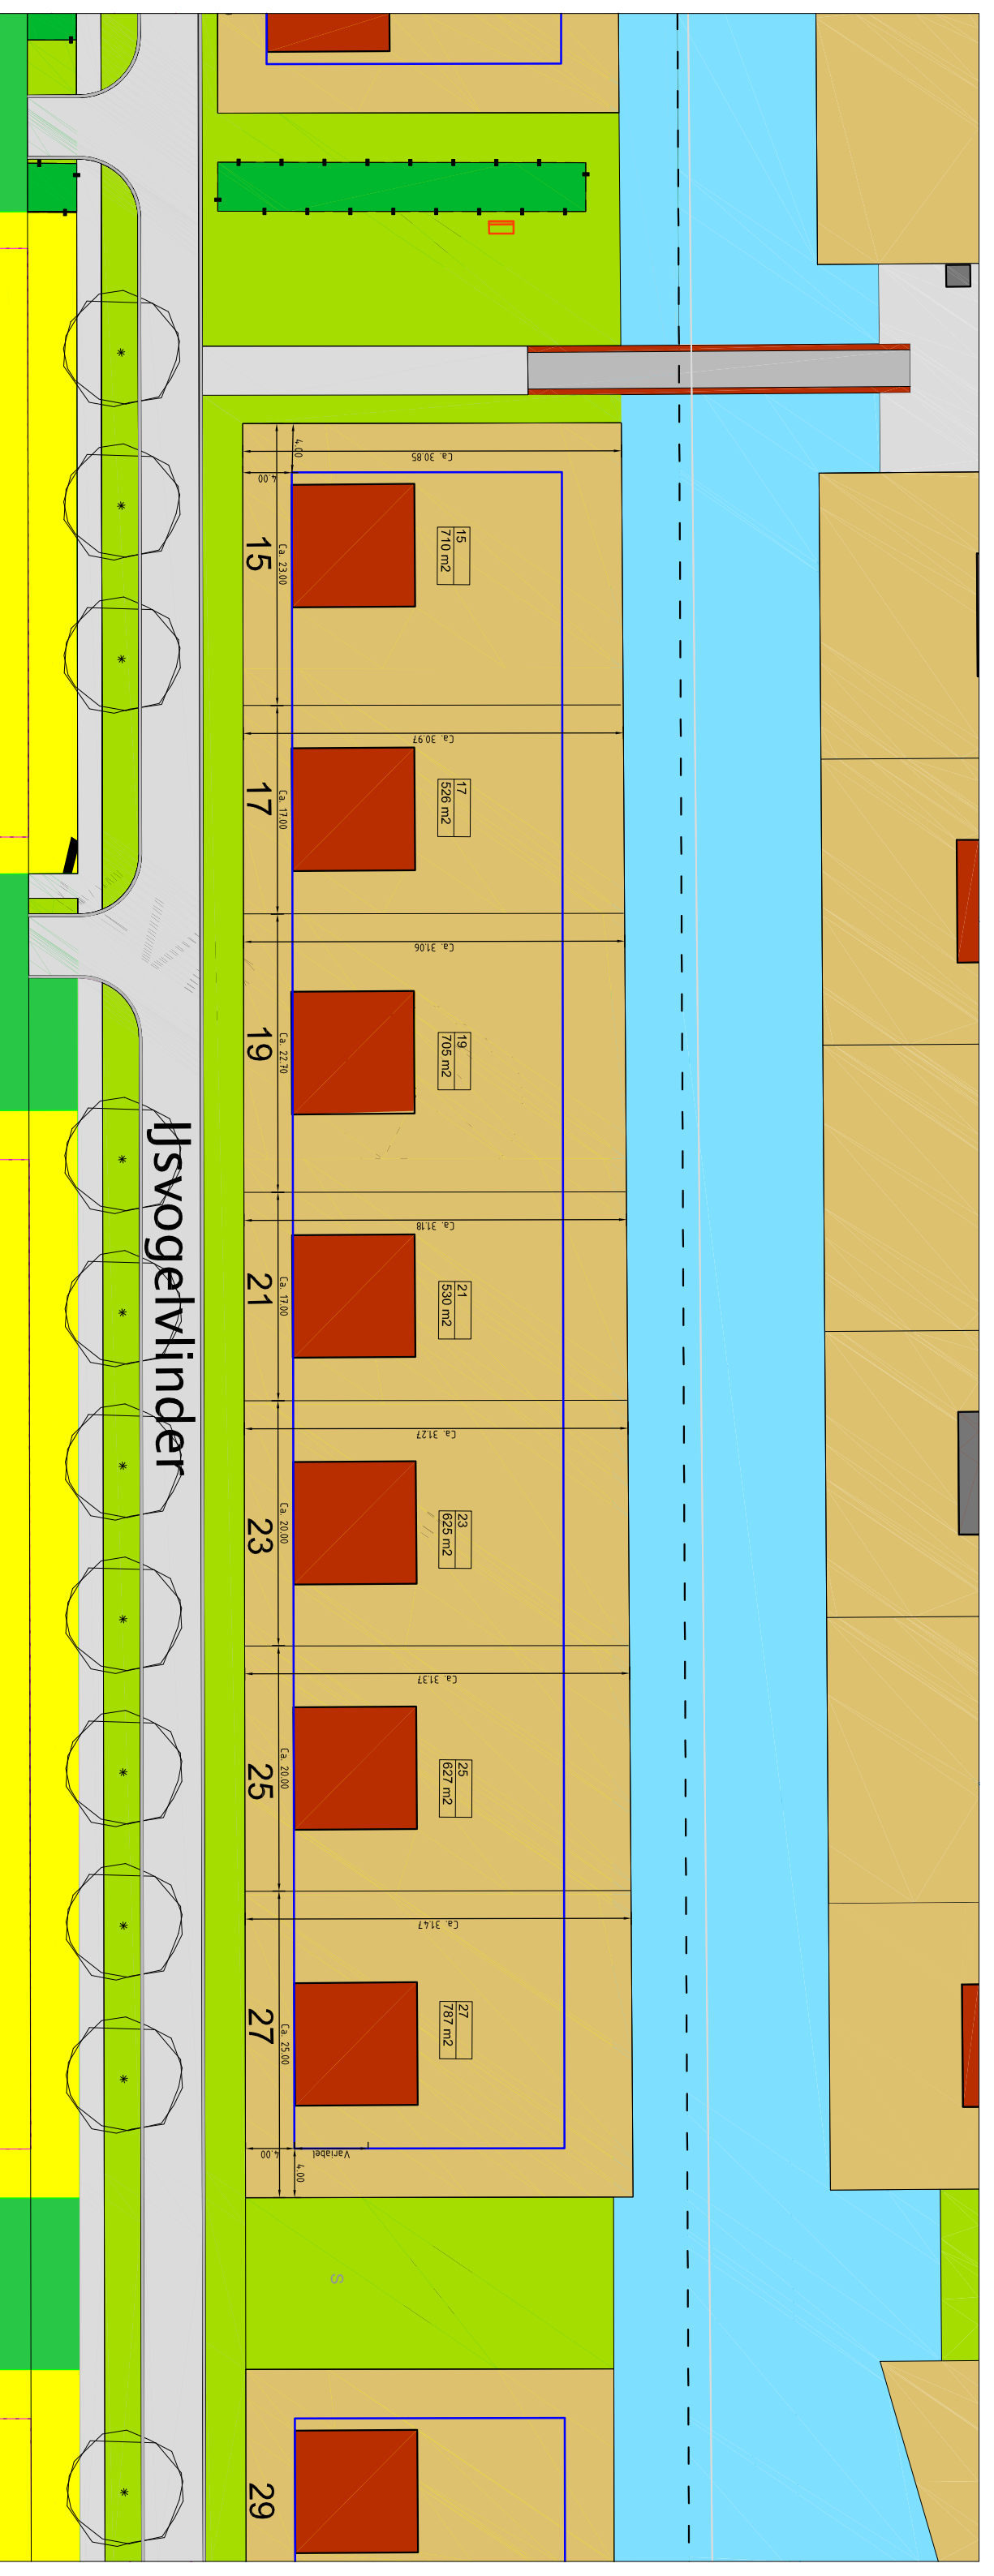 4.00
Ca. 30.85
4.00
15
Ca. 23.00
15
710 m2
Ca. 30.97
17
Ca. 17.00
17
526 m2
Ca. 31.06
19
Ca. 22.70
19
705 m2
IJsvogelvlinder
Ca. 31.18
21
Ca. 17.00
21
530 m2
Ca. 31.27
23
Ca. 20.00
23
625 m2
Ca. 31.37
25
Ca. 20.00
25
627 m2
Ca. 31.47
27
Ca. 25.00
27
787 m2
4.00
Variabel
4.00
S
29